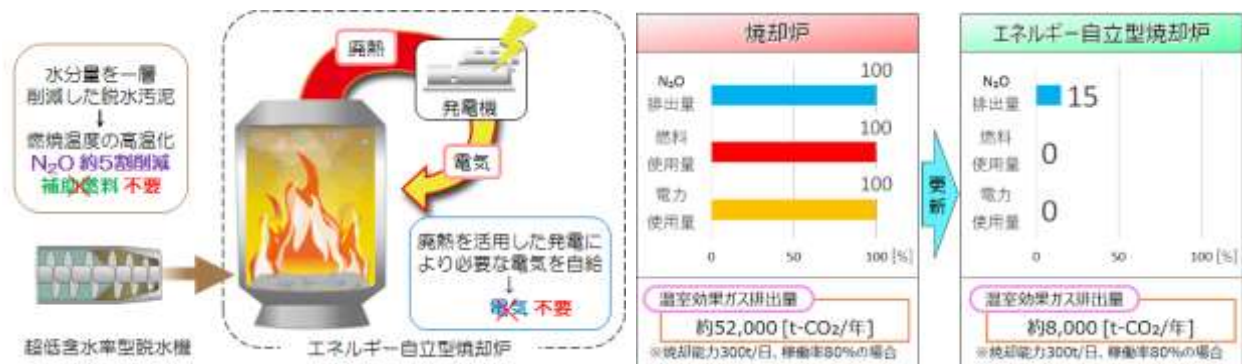 水分量を一層
削減した脱水汚泥
↓
燃焼温度の高温化
N₂O 約5割削減
補助燃料 不要
超低含水率型脱水機
廃熱
発電機
電気
廃熱を活用した発電に
より必要な電気を自給
↓
電気 不要
エネルギー自立型焼却炉
焼却炉
N₂O
排出量
100
燃料
使用量
100
電力
使用量
100
0 50 100 [%]
温室効果ガス排出量
約52,000 [t-CO₂/年]
※焼却能力300t/日、稼働率80%の場合
更新
エネルギー自立型焼却炉
N₂O
排出量
15
燃料
使用量
0
電力
使用量
0
0 50 100 [%]
温室効果ガス排出量
約8,000 [t-CO₂/年]
※焼却能力300t/日、稼働率80%の場合